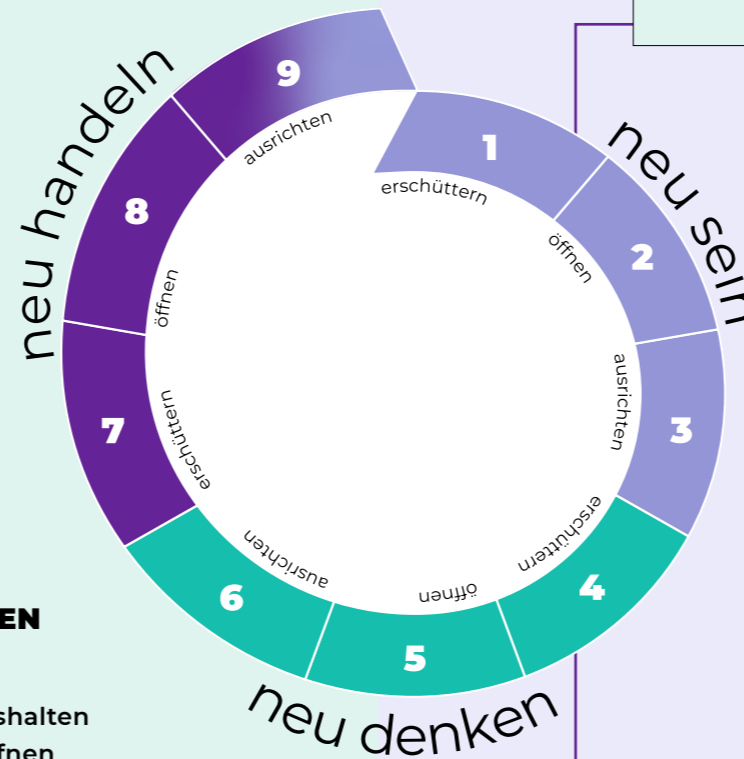 neu sein
1
erschüttern
2
öffnen
3
ausrichten
neu denken
4
erschüttern
5
öffnen
6
ausrichten
neu handeln
7
erschüttern
8
öffnen
9
ausrichten
EN
shalten
fnen